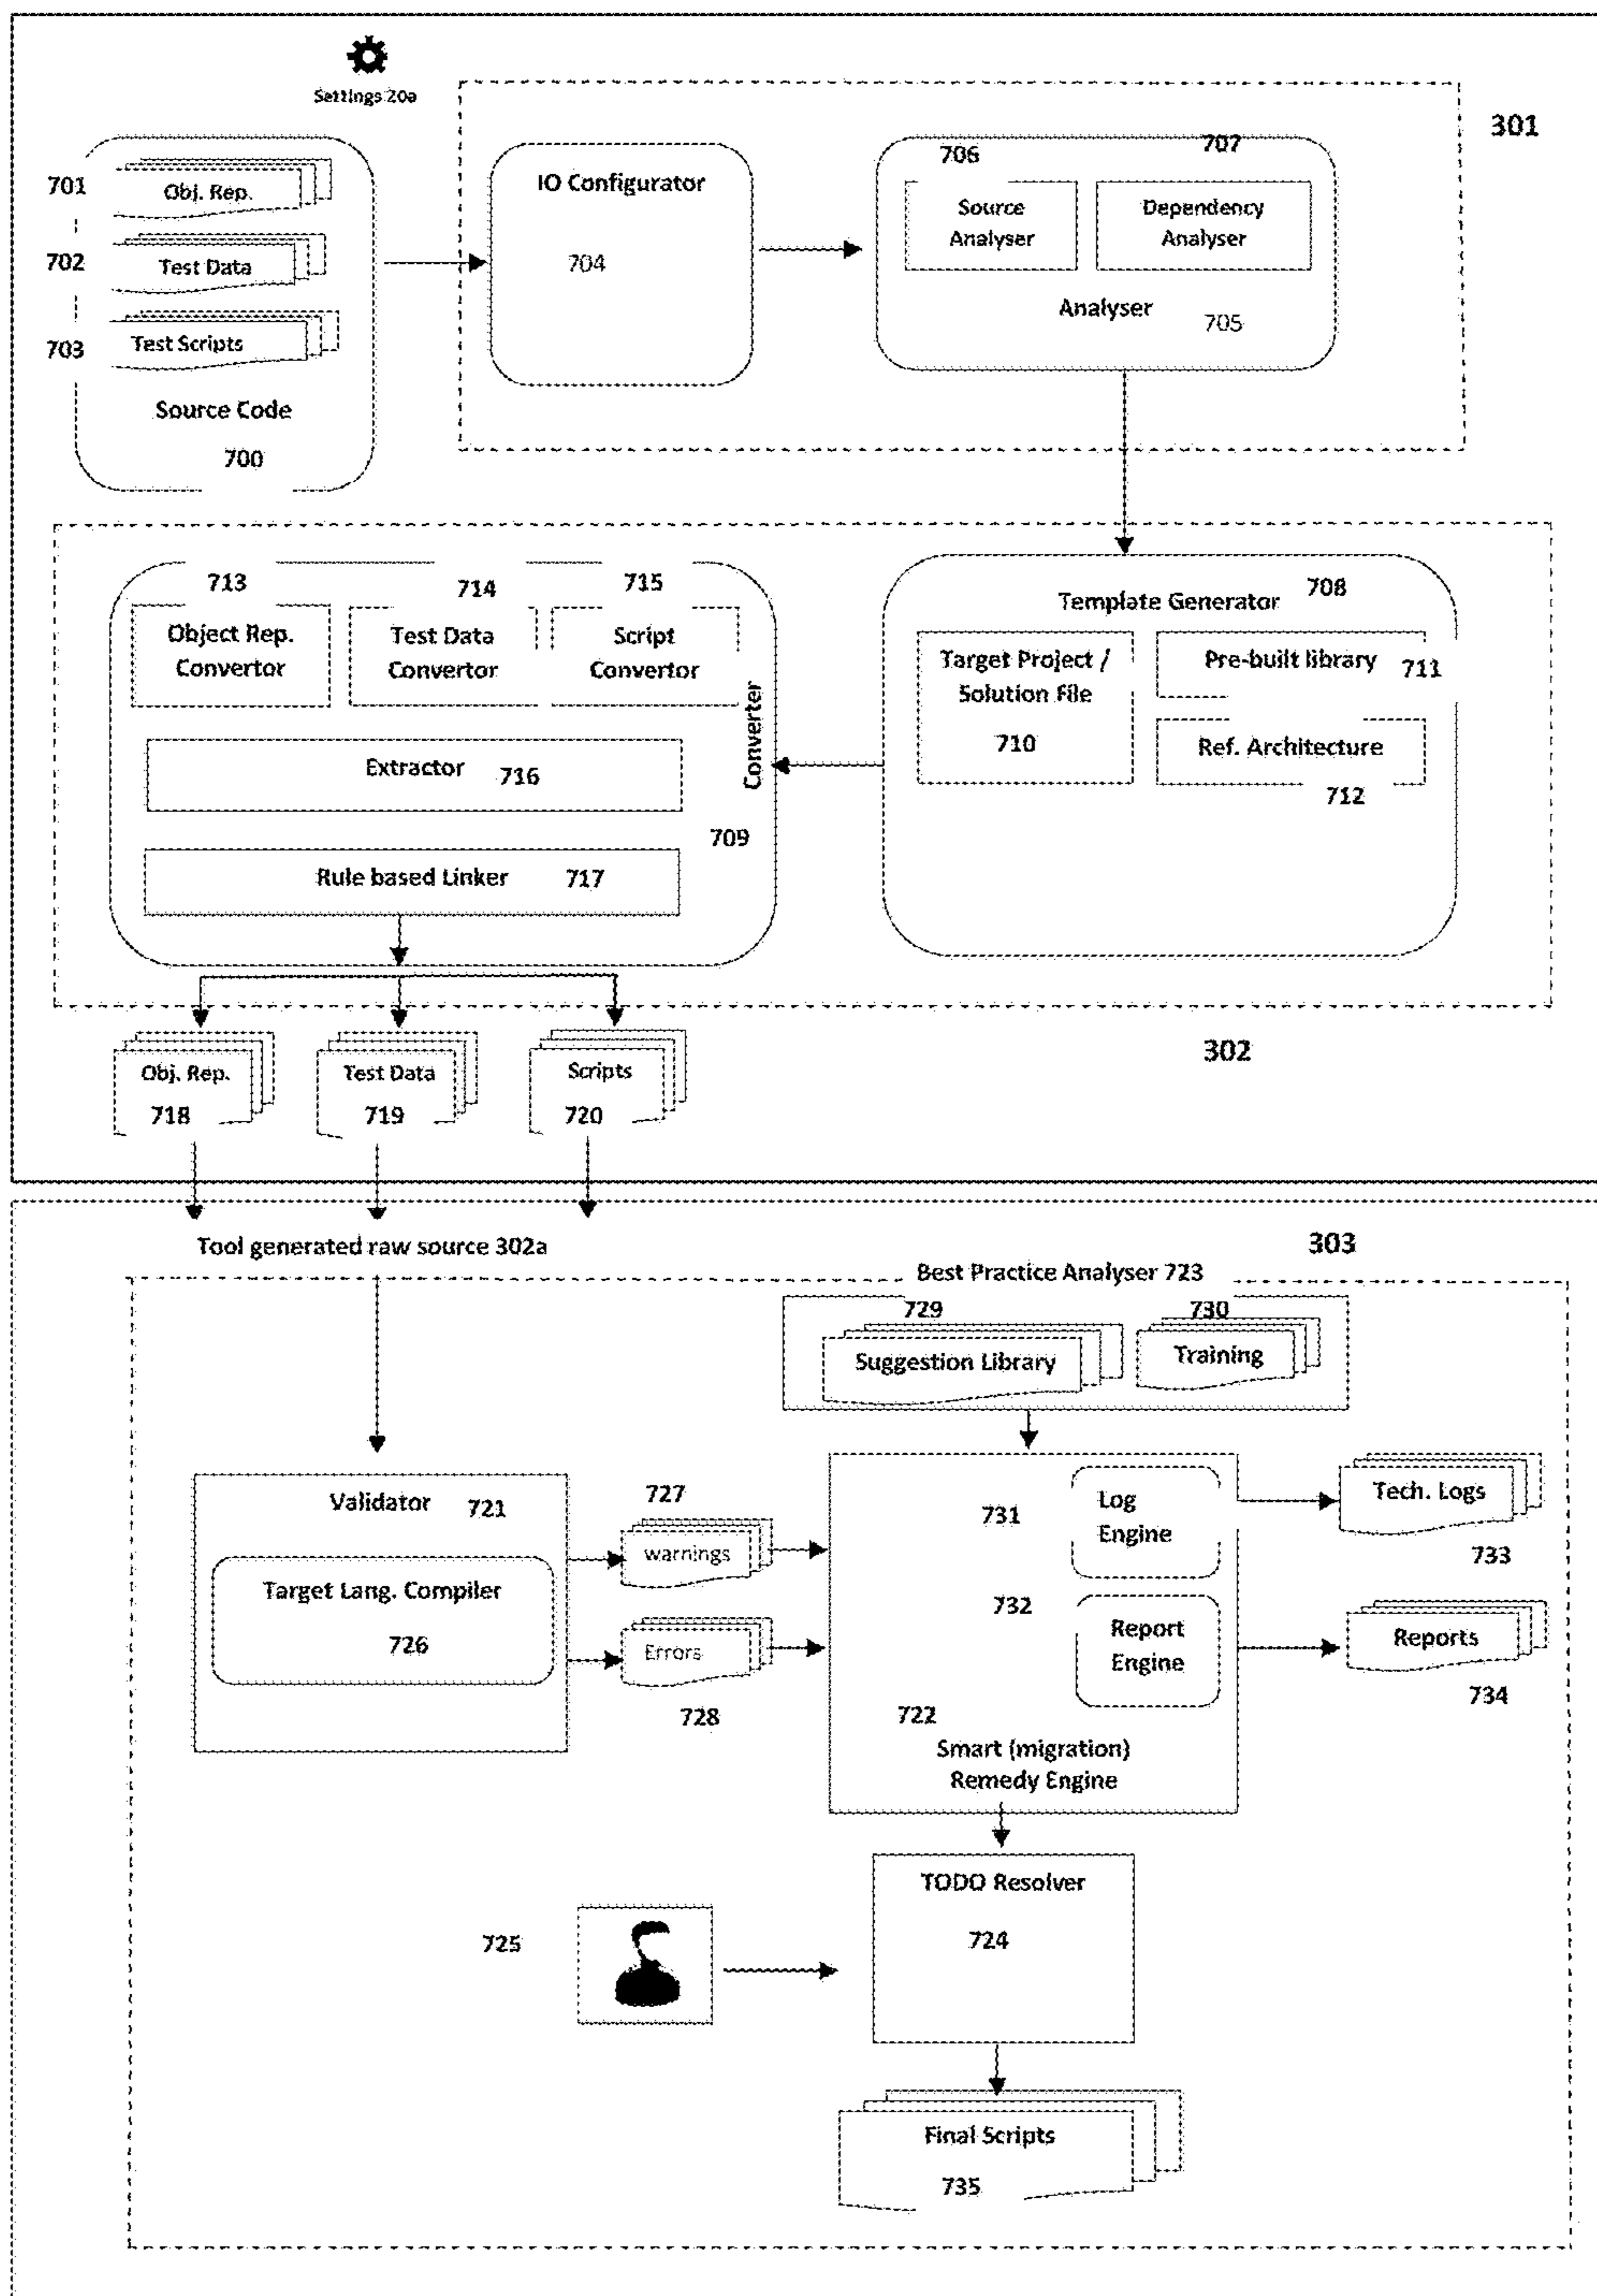 Settings 20a
301
701
Obj. Rep.
702
Test Data
703
Test Scripts
Source Code
700
IO Configurator
704
706
707
Source
Analyser
Dependency
Analyser
Analyser
705
713
714
715
Object Rep.
Convertor
Test Data
Convertor
Script
Convertor
Converter
Extractor 716
709
Rule based Linker 717
Template Generator 708
Target Project /
Solution File
710
Pre-built library
711
Ref. Architecture
712
Obj. Rep.
718
Test Data
719
Scripts
720
302
Tool generated raw source 302a
303
Best Practice Analyser 723
729
730
Suggestion Library
Training
Validator 721
Target Lang. Compiler
726
727
warnings
Errors
728
731
Log
Engine
732
Report
Engine
722
Smart (migration)
Remedy Engine
Tech. Logs
733
Reports
734
725
TODO Resolver
724
Final Scripts
735